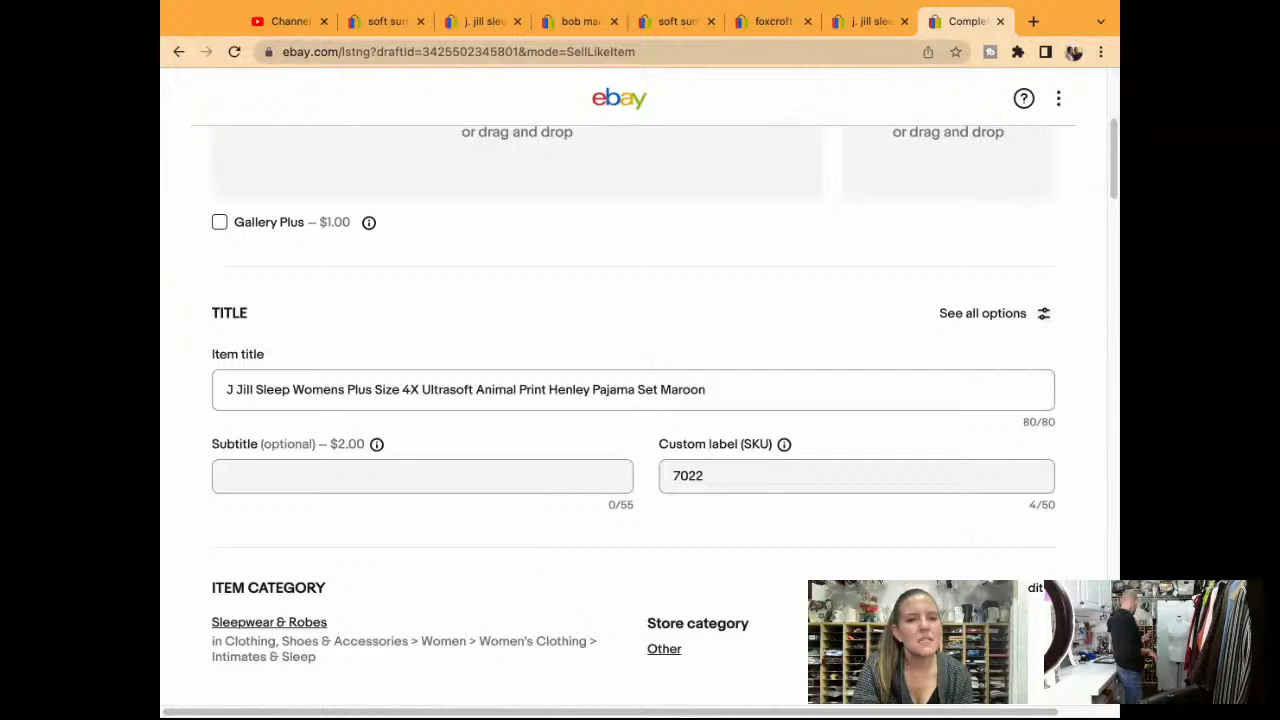 Channel
soft sur
j. jill slee
bob ma
soft sur
foxcroft
j. jill slee
Comple
ebay.com/lstng?draftId=3425502345801&mode=SellLikeItem
ebay
or drag and drop
or drag and drop
Gallery Plus – $1.00
TITLE
See all options
Item title
J Jill Sleep Womens Plus Size 4X Ultrasoft Animal Print Henley Pajama Set Maroon
80/80
Subtitle (optional) – $2.00
Custom label (SKU)
7022
0/55
4/50
ITEM CATEGORY
dit
Sleepwear & Robes
in Clothing, Shoes & Accessories > Women > Women's Clothing >
Intimates & Sleep
Store category
Other